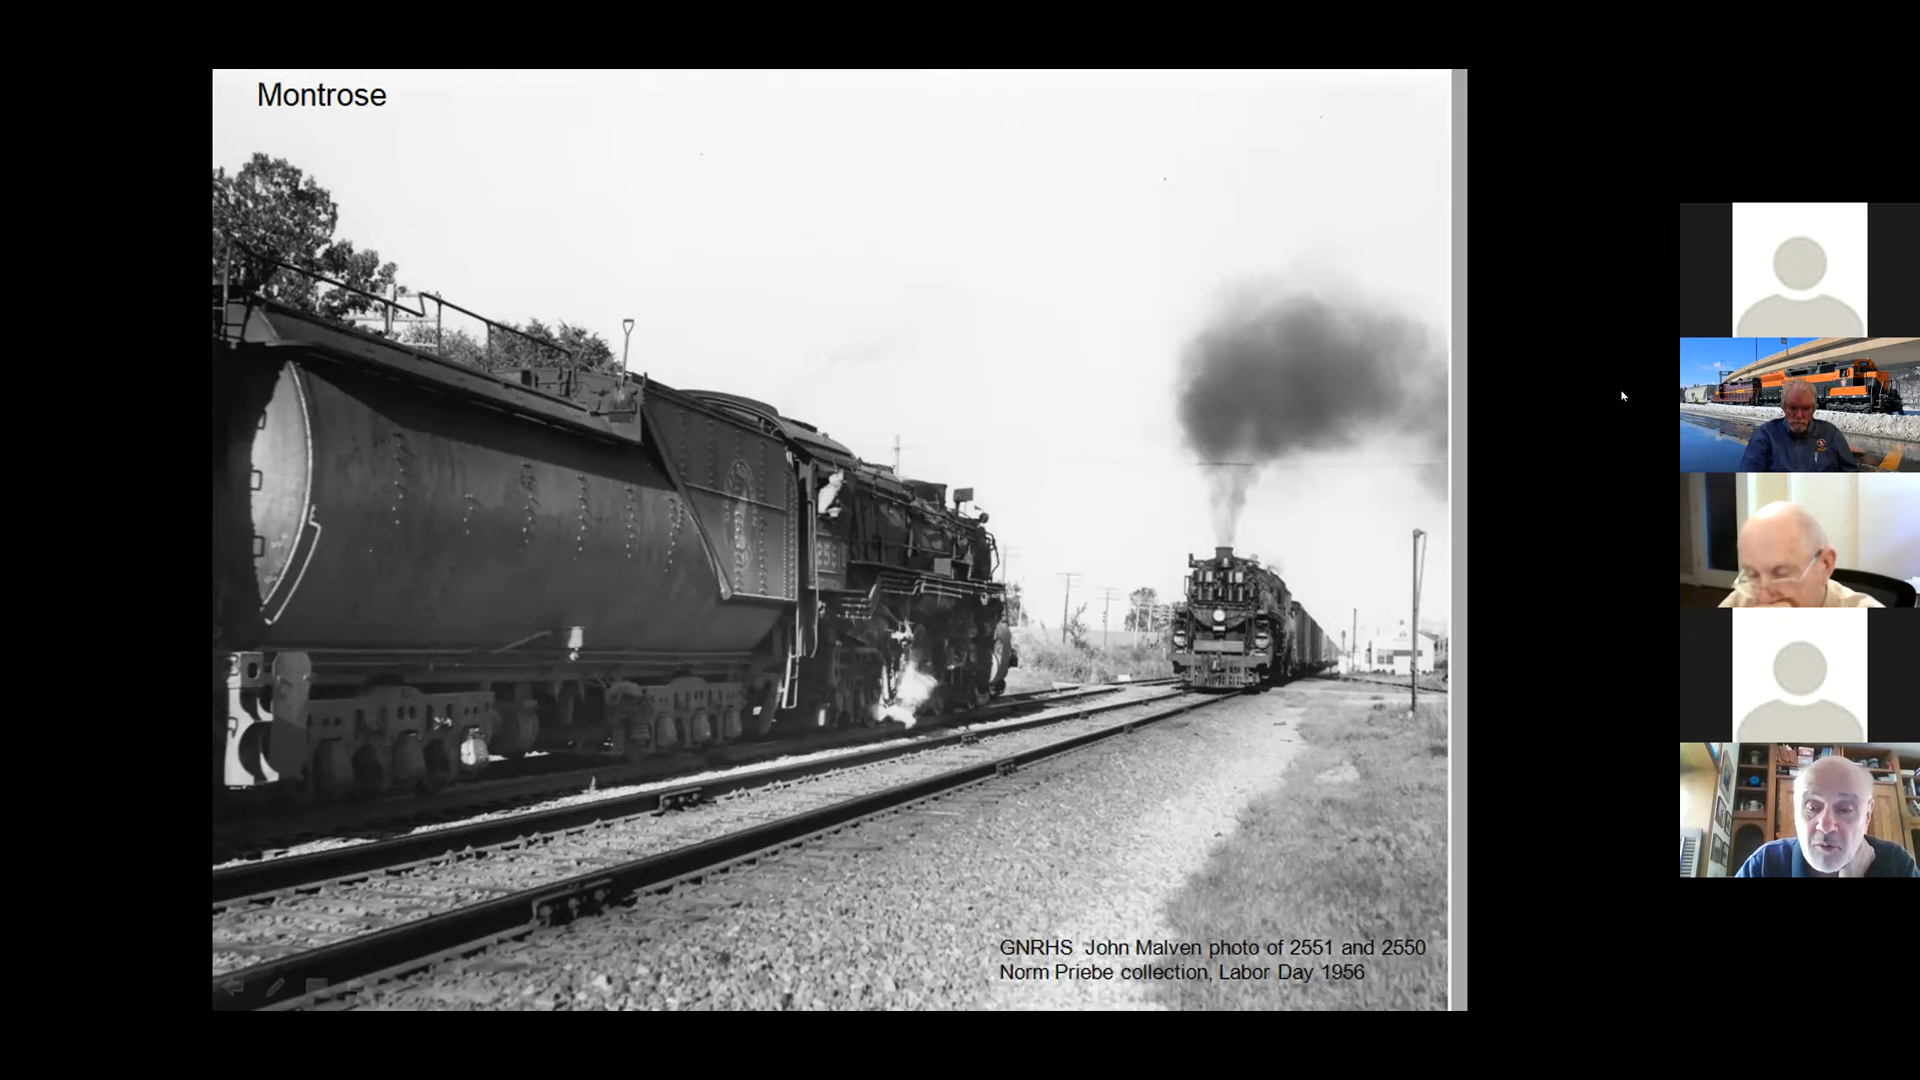 Montrose
GNRHS John Malven photo of 2551 and 2550
Norm Priebe collection, Labor Day 1956